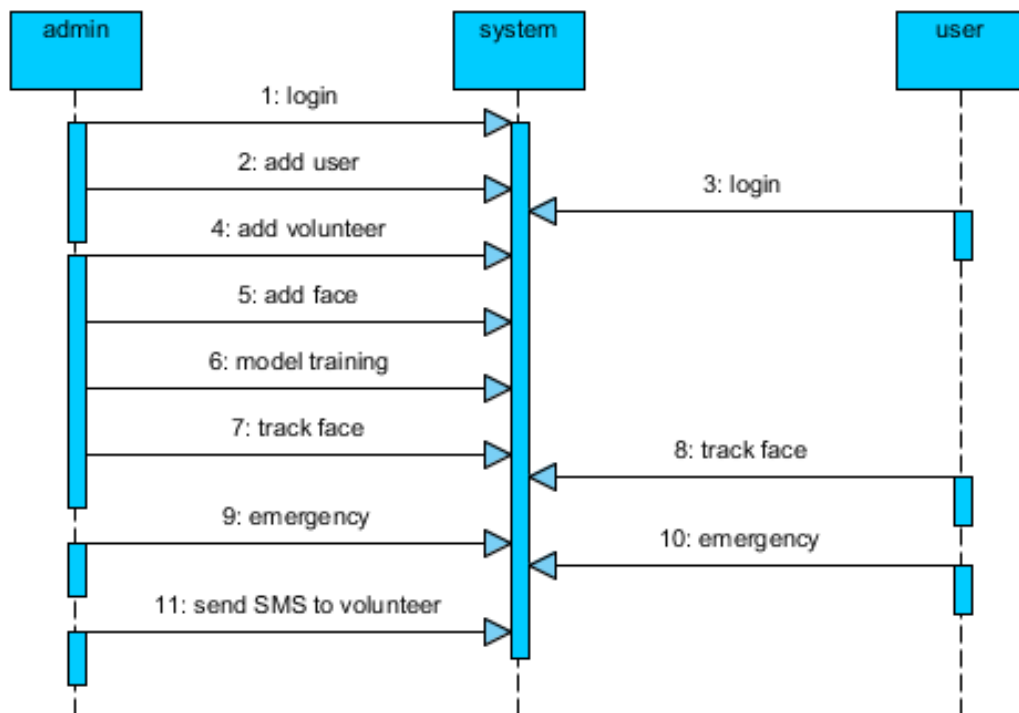 admin
system
user
1: login
2: add user
3: login
4: add volunteer
5: add face
6: model training
7: track face
8: track face
9: emergency
10: emergency
11: send SMS to volunteer